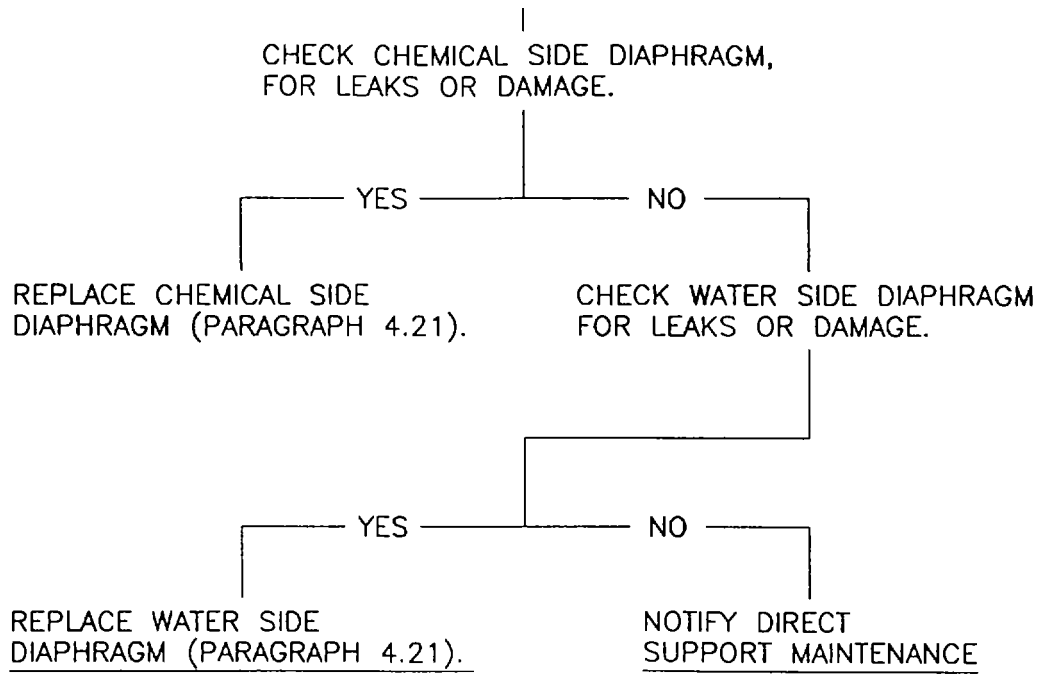 CHECK CHEMICAL SIDE DIAPHRAGM,
FOR LEAKS OR DAMAGE.
YES
NO
REPLACE CHEMICAL SIDE
DIAPHRAGM (PARAGRAPH 4.21).
CHECK WATER SIDE DIAPHRAGM
FOR LEAKS OR DAMAGE.
YES
NO
REPLACE WATER SIDE
DIAPHRAGM (PARAGRAPH 4.21).
NOTIFY DIRECT
SUPPORT MAINTENANCE